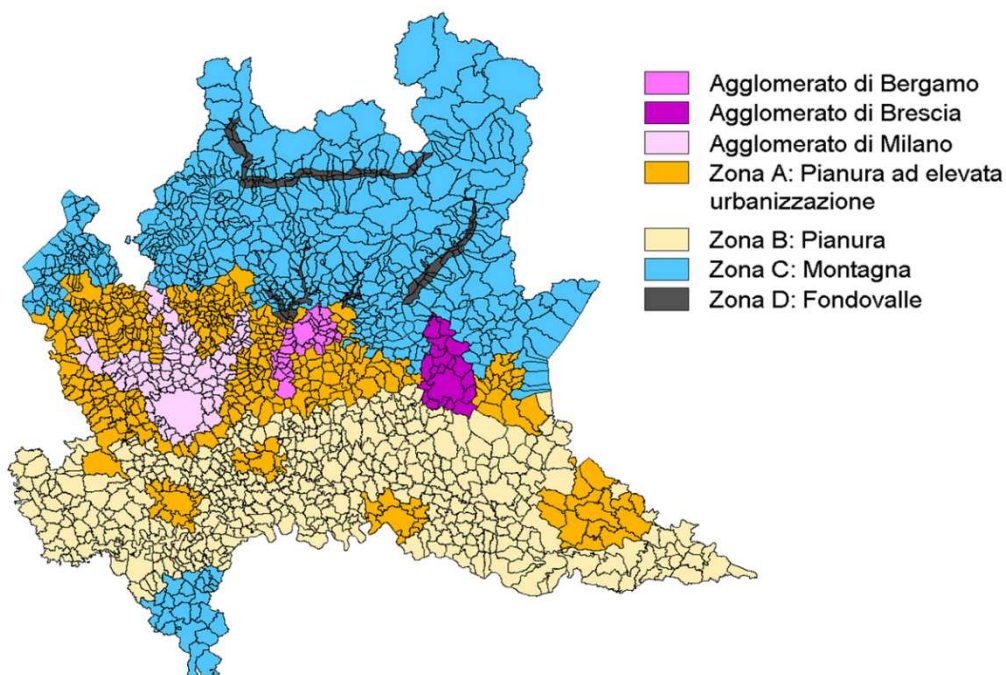 Agglomerato di Bergamo
Agglomerato di Brescia
Agglomerato di Milano
Zona A: Pianura ad elevata
urbanizzazione
Zona B: Pianura
Zona C: Montagna
Zona D: Fondovalle